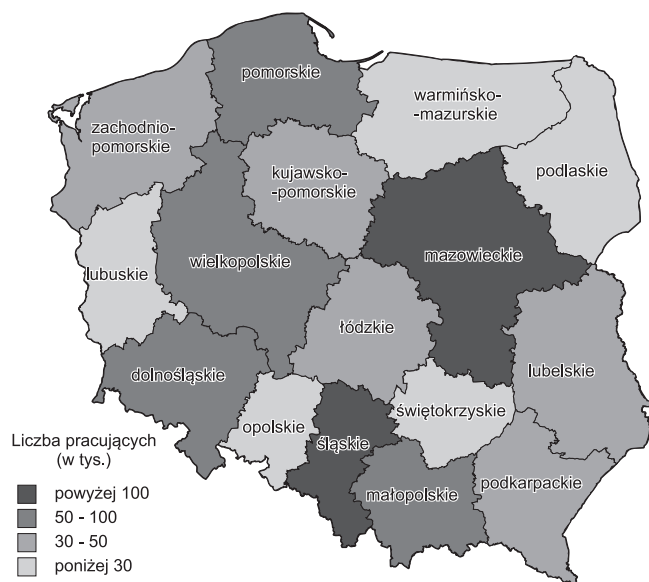 pomorskie
warmińsko-
-mazurskie
zachodnio-
pomorskie
kujawsko-
-pomorskie
podlaskie
mazowieckie
wielkopolskie
lubuskie
łódzkie
lubelskie
dolnośląskie
świętokrzyskie
opolskie
śląskie
podkarpackie
małopolskie
Liczba pracujących
(w tys.)
powyżej 100
50 - 100
30 - 50
poniżej 30